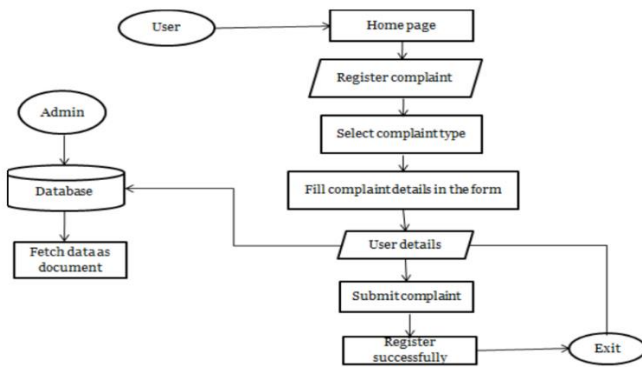 User
Home page
Register complaint
Admin
Select complaint type
Database
Fill complaint details in the form
Fetch data as
document
User details
Submit complaint
Register
successfully
Exit